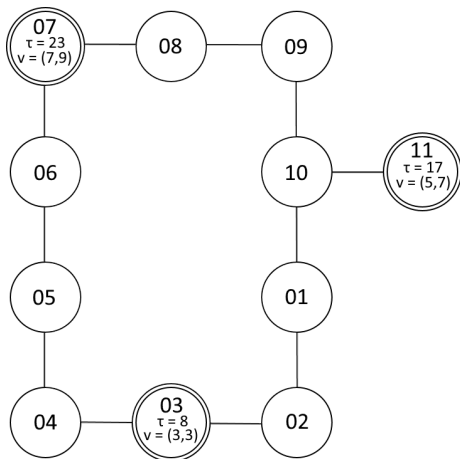 07
τ = 23
v = (7,9)
08
09
06
10
11
τ = 17
v = (5,7)
05
01
04
03
τ = 8
v = (3,3)
02